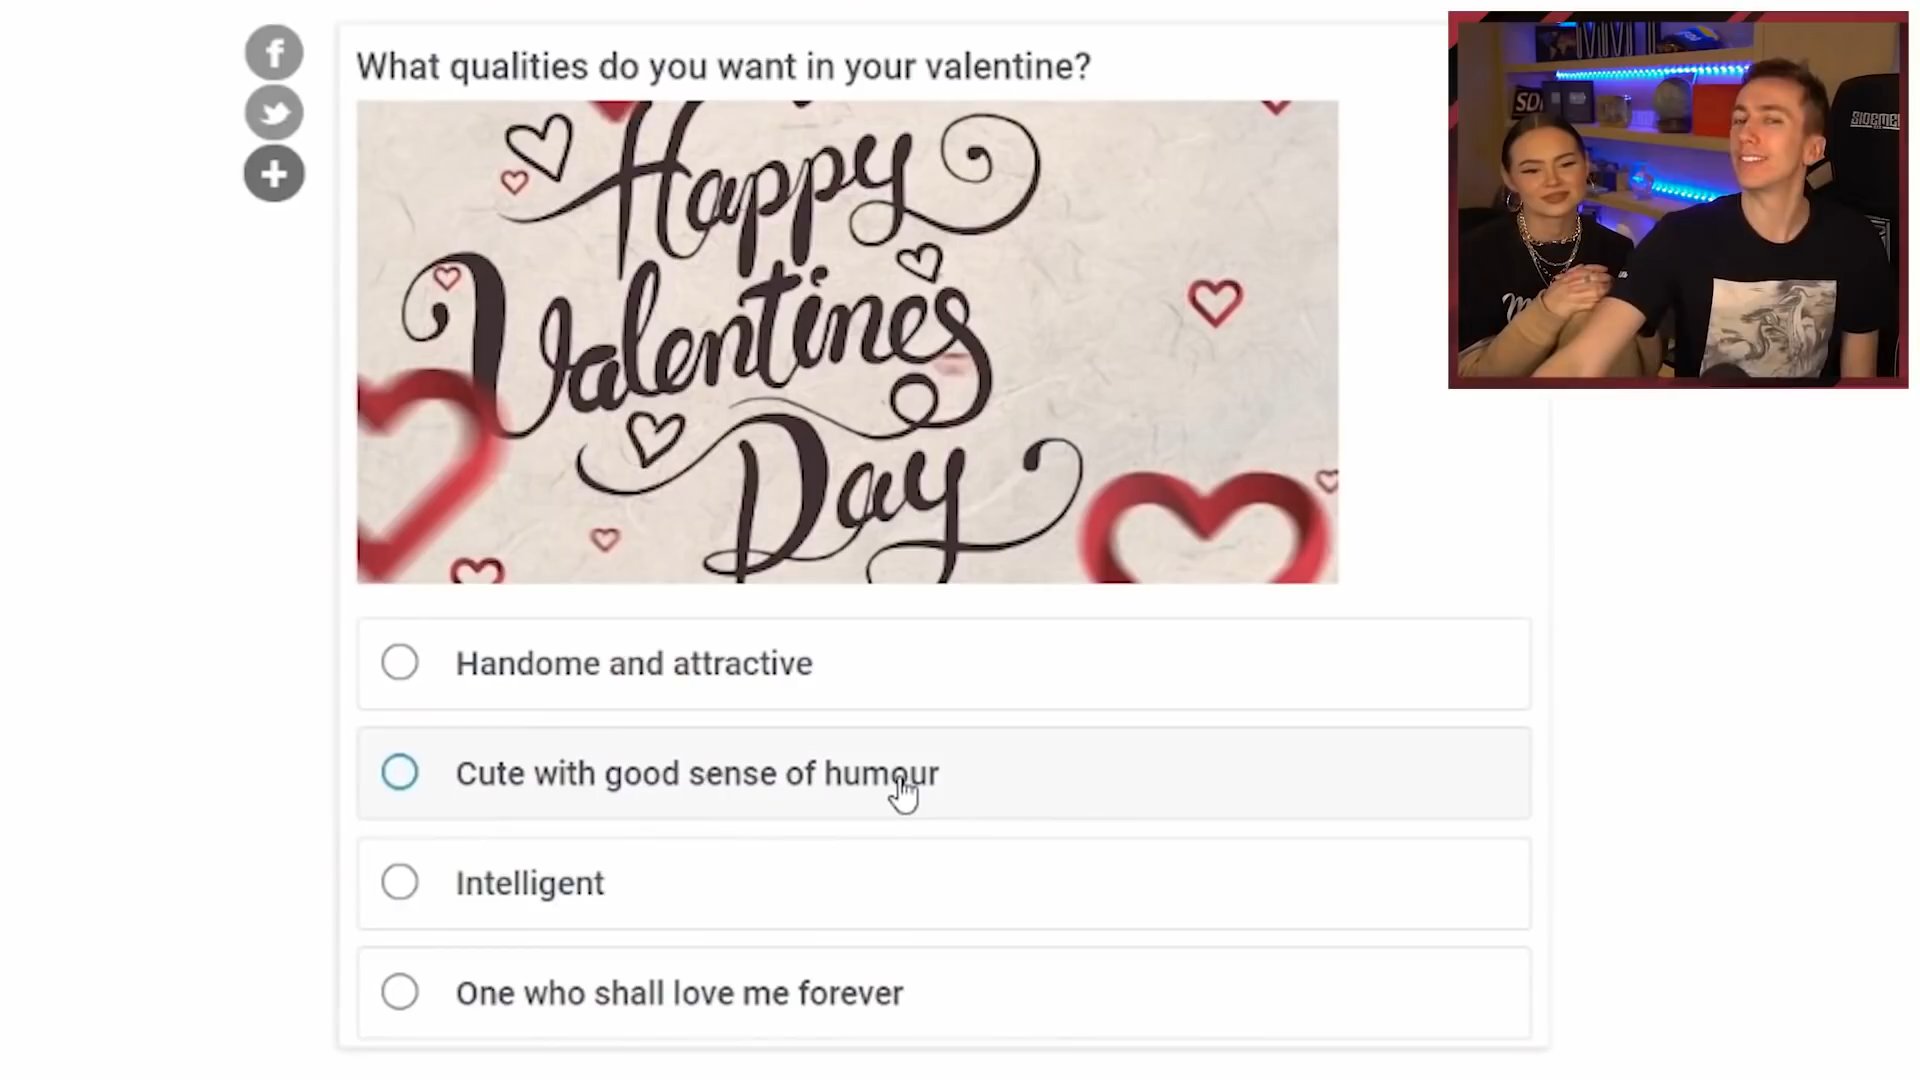 What qualities do you want in your valentine?
Happy
Valentines
Day
Handome and attractive
Cute with good sense of humour
Intelligent
One who shall love me forever
SIDEMEN